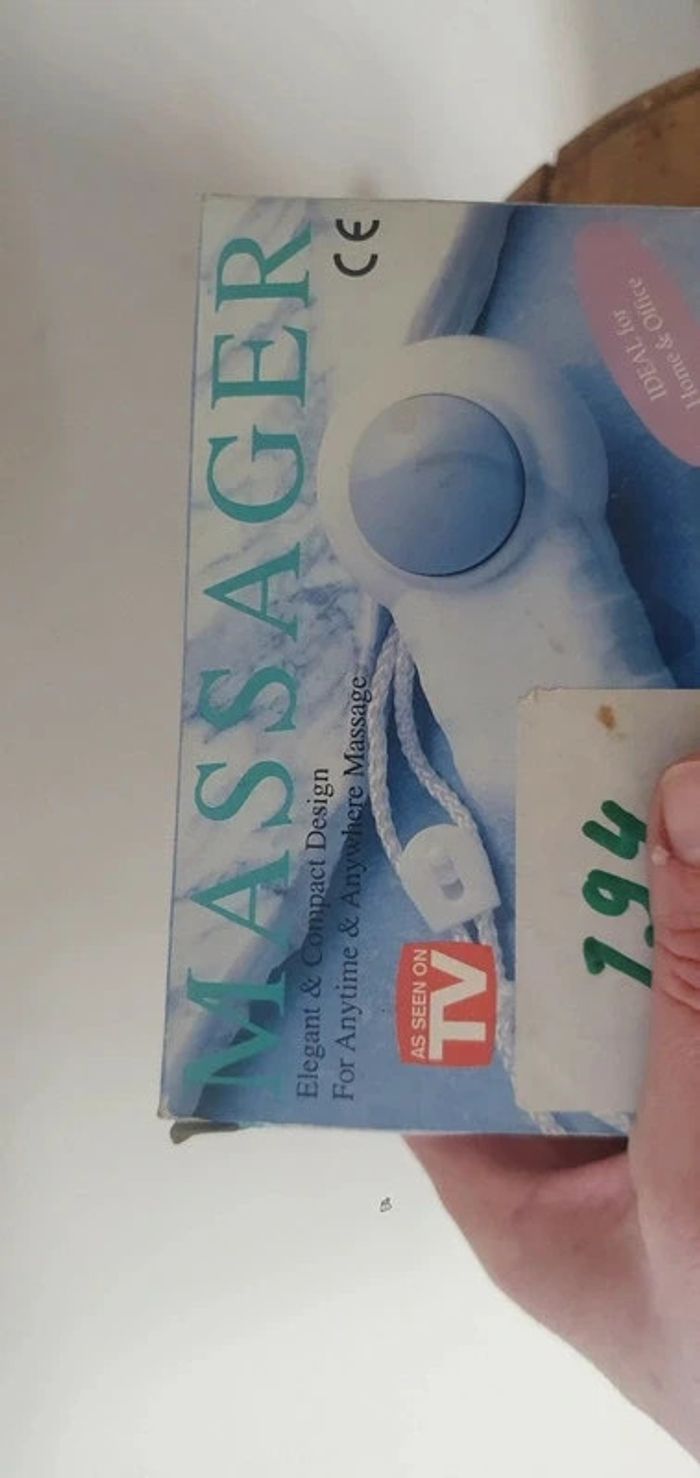 MASSAGER
CE
Elegant & Compact Design
For Anytime & Anywhere Massage
IDEAL for
Home & Office
AS SEEN ON
TV
194